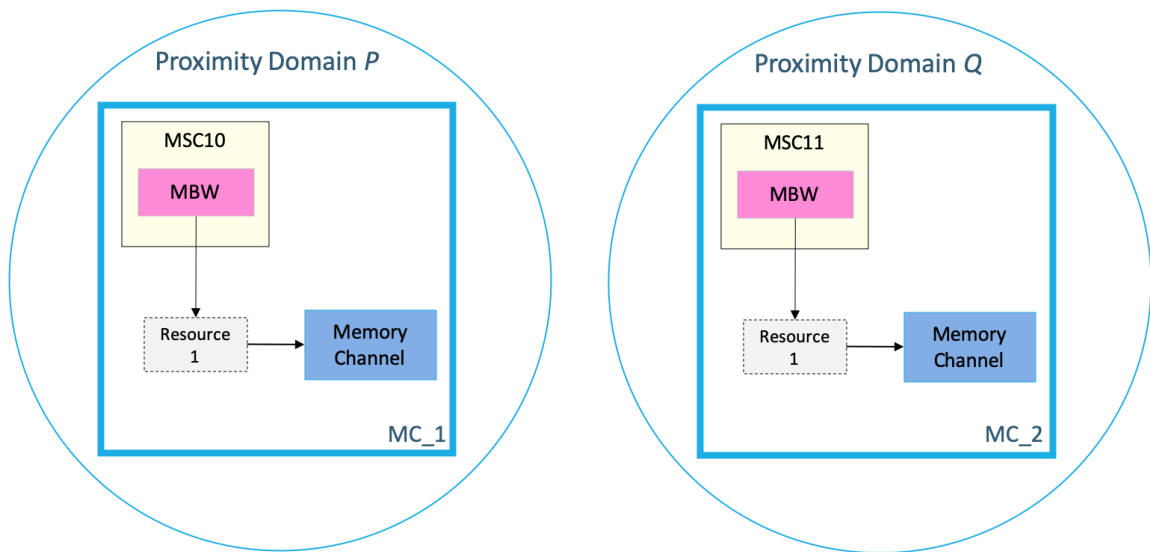 Proximity Domain P
MSC10
MBW
Resource
1
Memory
Channel
MC_1
Proximity Domain Q
MSC11
MBW
Resource
1
Memory
Channel
MC_2